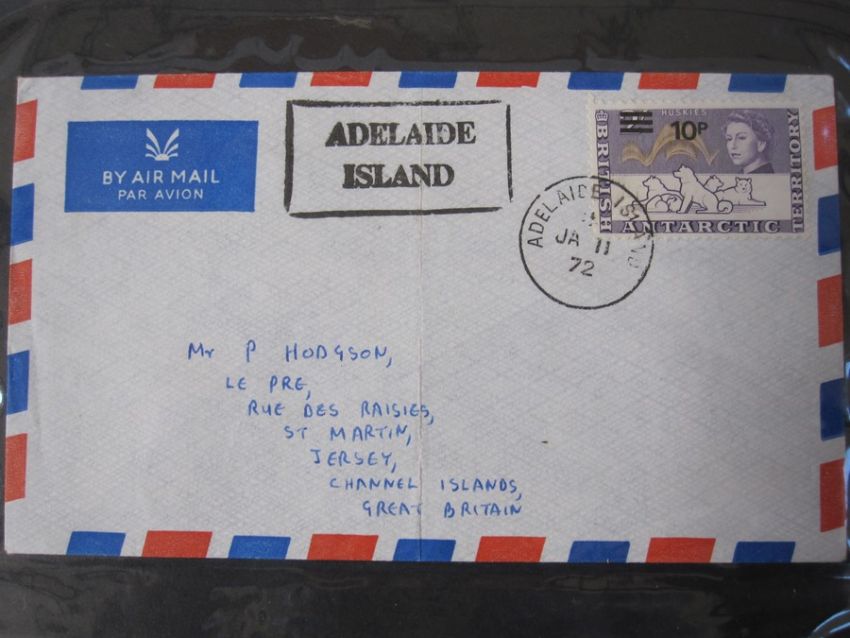 BY AIR MAIL
PAR AVION
ADELAIDE
ISLAND
HUSKIES
10P
BRITISH
ANTARCTIC
TERRITORY
ADELAIDE ISLAND
JA 11
72
Mr P HODGSON,
LE PRE,
RUE DES RAISIES,
ST MARTIN,
JERSEY,
CHANNEL ISLANDS,
GREAT BRITAIN